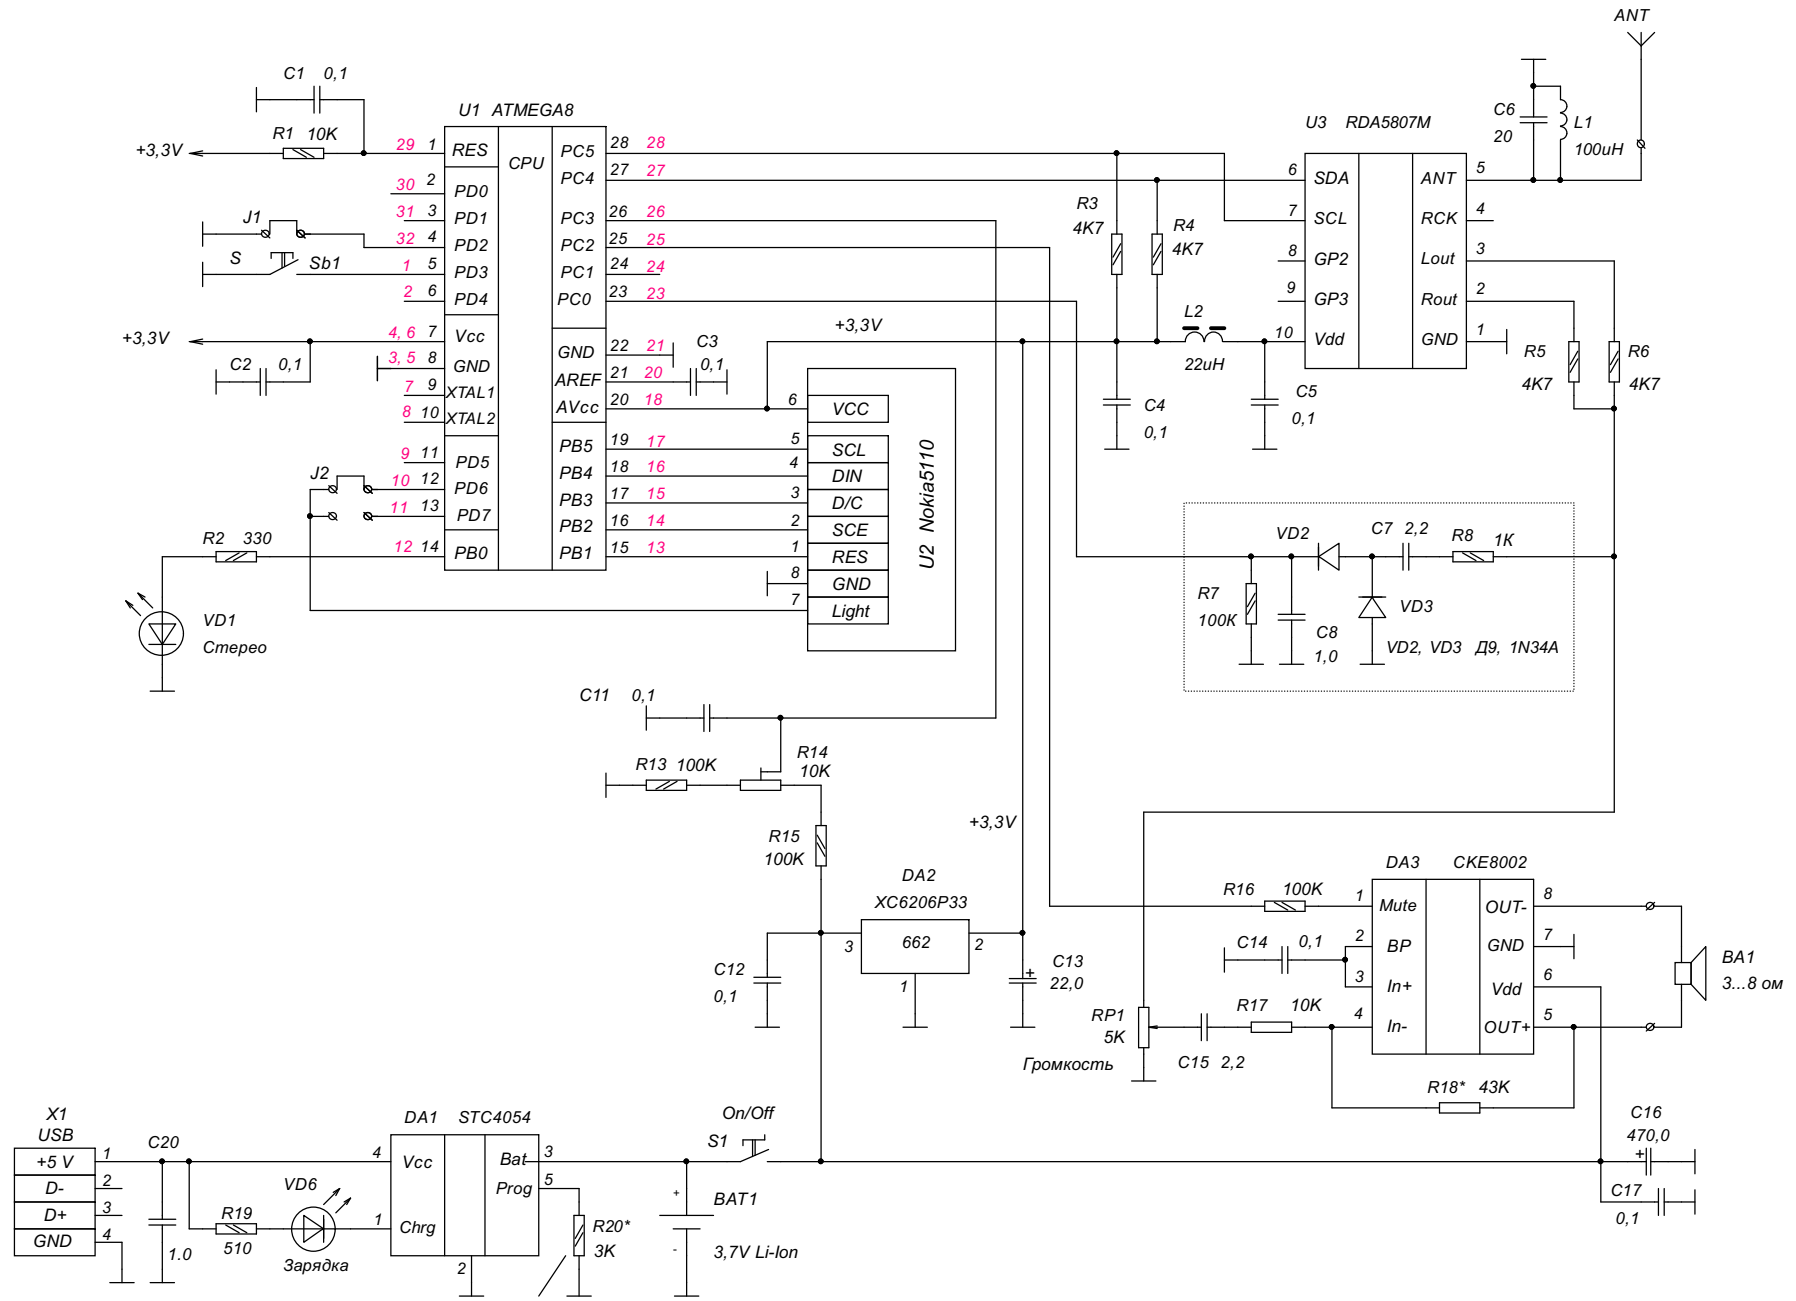 ANT
C1 0,1
U1 ATMEGA8
R1 10K
+3,3V
29 1 RES
CPU
PC5 28 28
30 2 PD0
PC4 27 27
31 3 PD1
PC3 26 26
J1
32 4 PD2
PC2 25 25
S Sb1
1 5 PD3
PC1 24 24
2 6 PD4
PC0 23 23
+3,3V
4, 6 7 Vcc
3, 5 8 GND
C2 0,1
7 9 XTAL1
8 10 XTAL2
GND 22 21
AREF 21 20
C3
0,1
AVcc 20 18
9 11 PD5
PB5 19 17
J2
10 12 PD6
PB4 18 16
11 13 PD7
PB3 17 15
PB2 16 14
R2 330
12 14 PB0
PB1 15 13
VD1
Стерео
6 VCC
5 SCL
4 DIN
3 D/C
2 SCE
1 RES
8 GND
7 Light
U2 Nokia5110
+3,3V
R3
4K7
R4
4K7
L2
22uH
C4
0,1
C5
0,1
U3 RDA5807M
6 SDA
7 SCL
8 GP2
9 GP3
10 Vdd
ANT 5
RCK 4
Lout 3
Rout 2
GND 1
C6
20
L1
100uH
R5
4K7
R6
4K7
VD2
C7 2,2
R8 1K
R7
100K
C8
1,0
VD3
VD2, VD3 Д9, 1N34A
C11 0,1
R13 100K
R14
10K
R15
100K
+3,3V
DA2
XC6206P33
3 662 2
1
C12
0,1
C13
+
22,0
RP1
5K
Громкость
C15 2,2
R16 100K
C14 0,1
R17 10K
DA3 CKE8002
1 Mute
2 BP
3 In+
4 In-
OUT- 8
GND 7
Vdd 6
OUT+ 5
R18* 43K
BA1
3...8 ом
C16
470,0
+
C17
0,1
X1
USB
+5 V 1
D- 2
D+ 3
GND 4
C20
1.0
R19
510
VD6
Зарядка
DA1 STC4054
4 Vcc
1 Chrg
2
Bat 3
Prog 5
R20*
3K
On/Off
S1
+
BAT1
-
3,7V Li-Ion